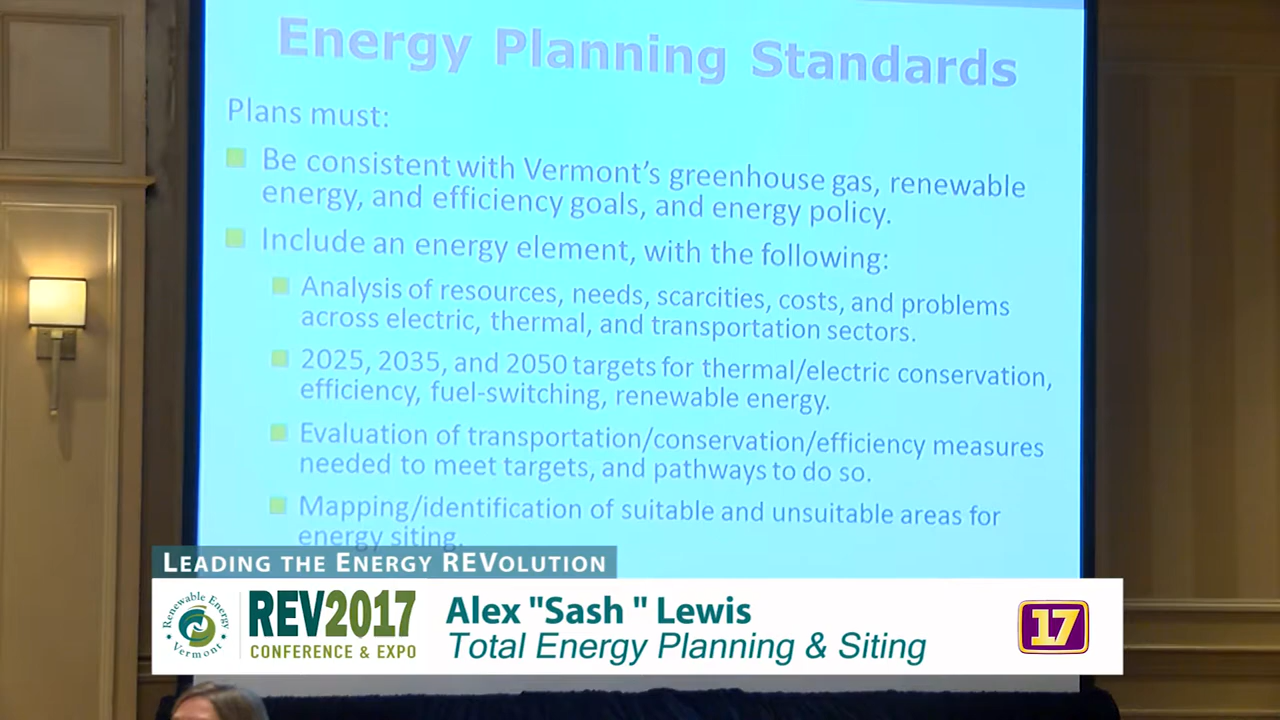 Energy Planning Standards
Plans must:
Be consistent with Vermont's greenhouse gas, renewable
energy, and efficiency goals, and energy policy.
Include an energy element, with the following:
Analysis of resources, needs, scarcities, costs, and problems
across electric, thermal, and transportation sectors.
2025, 2035, and 2050 targets for thermal/electric conservation,
efficiency, fuel-switching, renewable energy.
Evaluation of transportation/conservation/efficiency measures
needed to meet targets, and pathways to do so.
Mapping/identification of suitable and unsuitable areas for
energy siting.
LEADING THE ENERGY REVOLUTION
Renewable Energy
Vermont
REV2017
CONFERENCE & EXPO
Alex "Sash " Lewis
Total Energy Planning & Siting
17